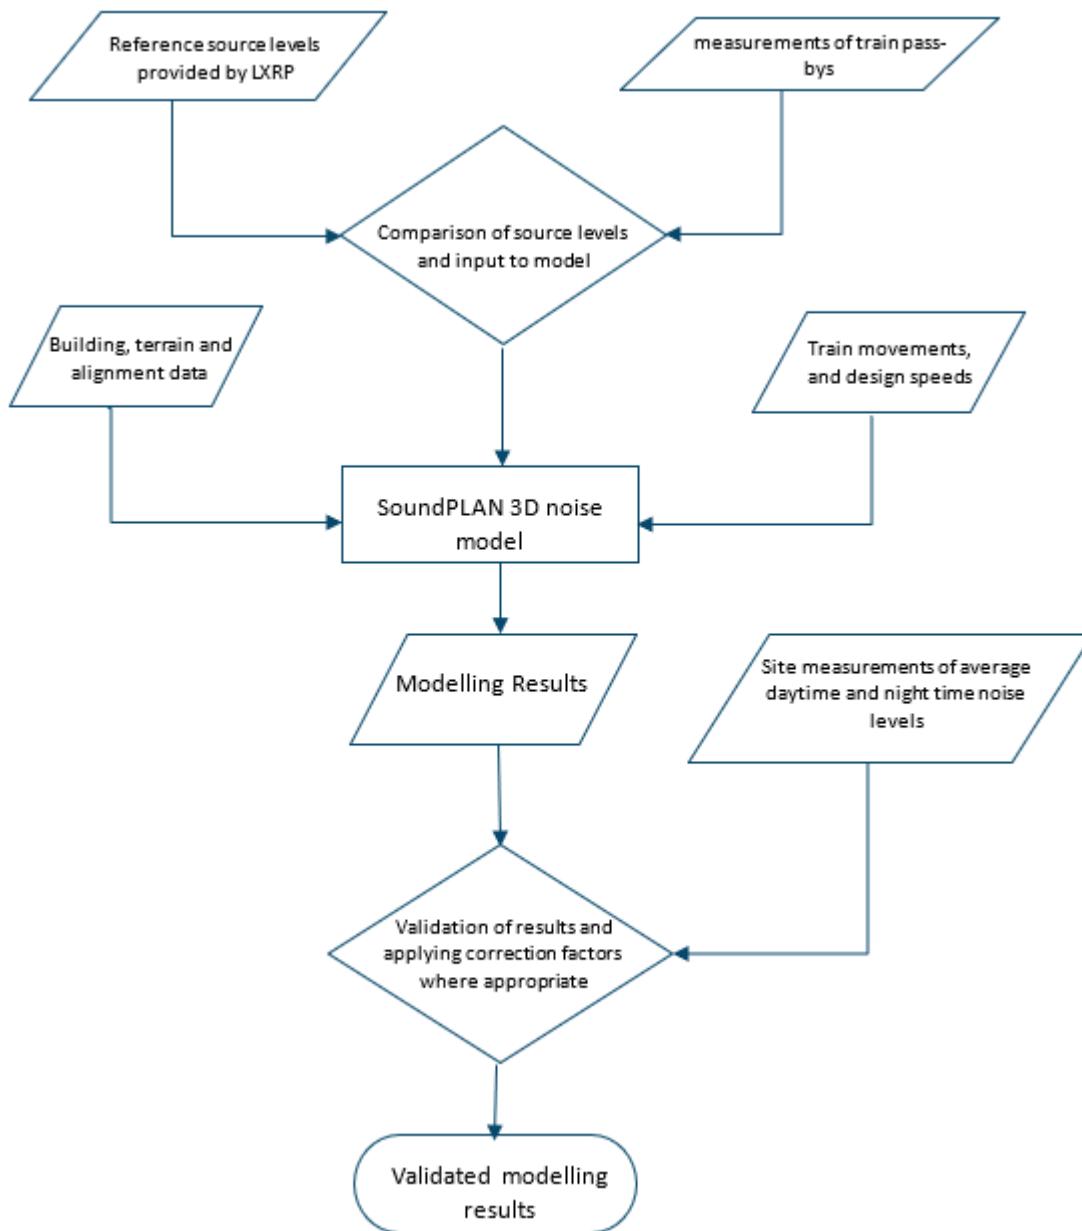 Reference source levels
provided by LXRP
measurements of train pass-
bys
Comparison of source levels
and input to model
Building, terrain and
alignment data
Train movements,
and design speeds
SoundPLAN 3D noise
model
Modelling Results
Site measurements of average
daytime and night time noise
levels
Validation of results and
applying correction factors
where appropriate
Validated modelling
results